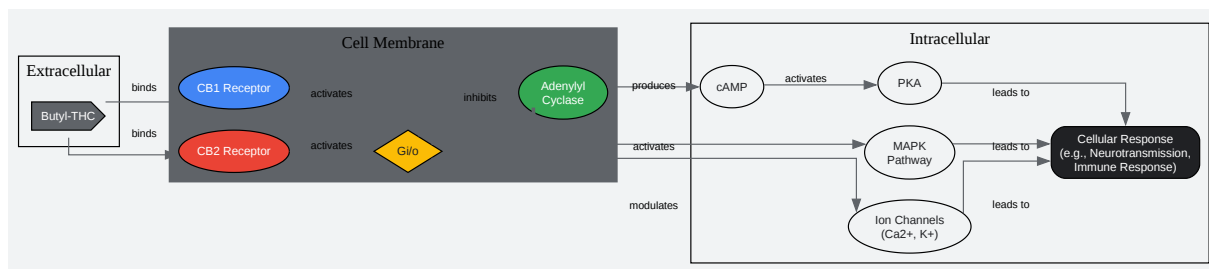 Extracellular
Butyl-THC
binds
binds
Cell Membrane
CB1 Receptor
CB2 Receptor
activates
activates
Gi/o
inhibits
Adenylyl
Cyclase
produces
activates
modulates
Intracellular
cAMP
activates
PKA
leads to
MAPK
Pathway
leads to
Ion Channels
(Ca2+, K+)
leads to
Cellular Response
(e.g., Neurotransmission,
Immune Response)